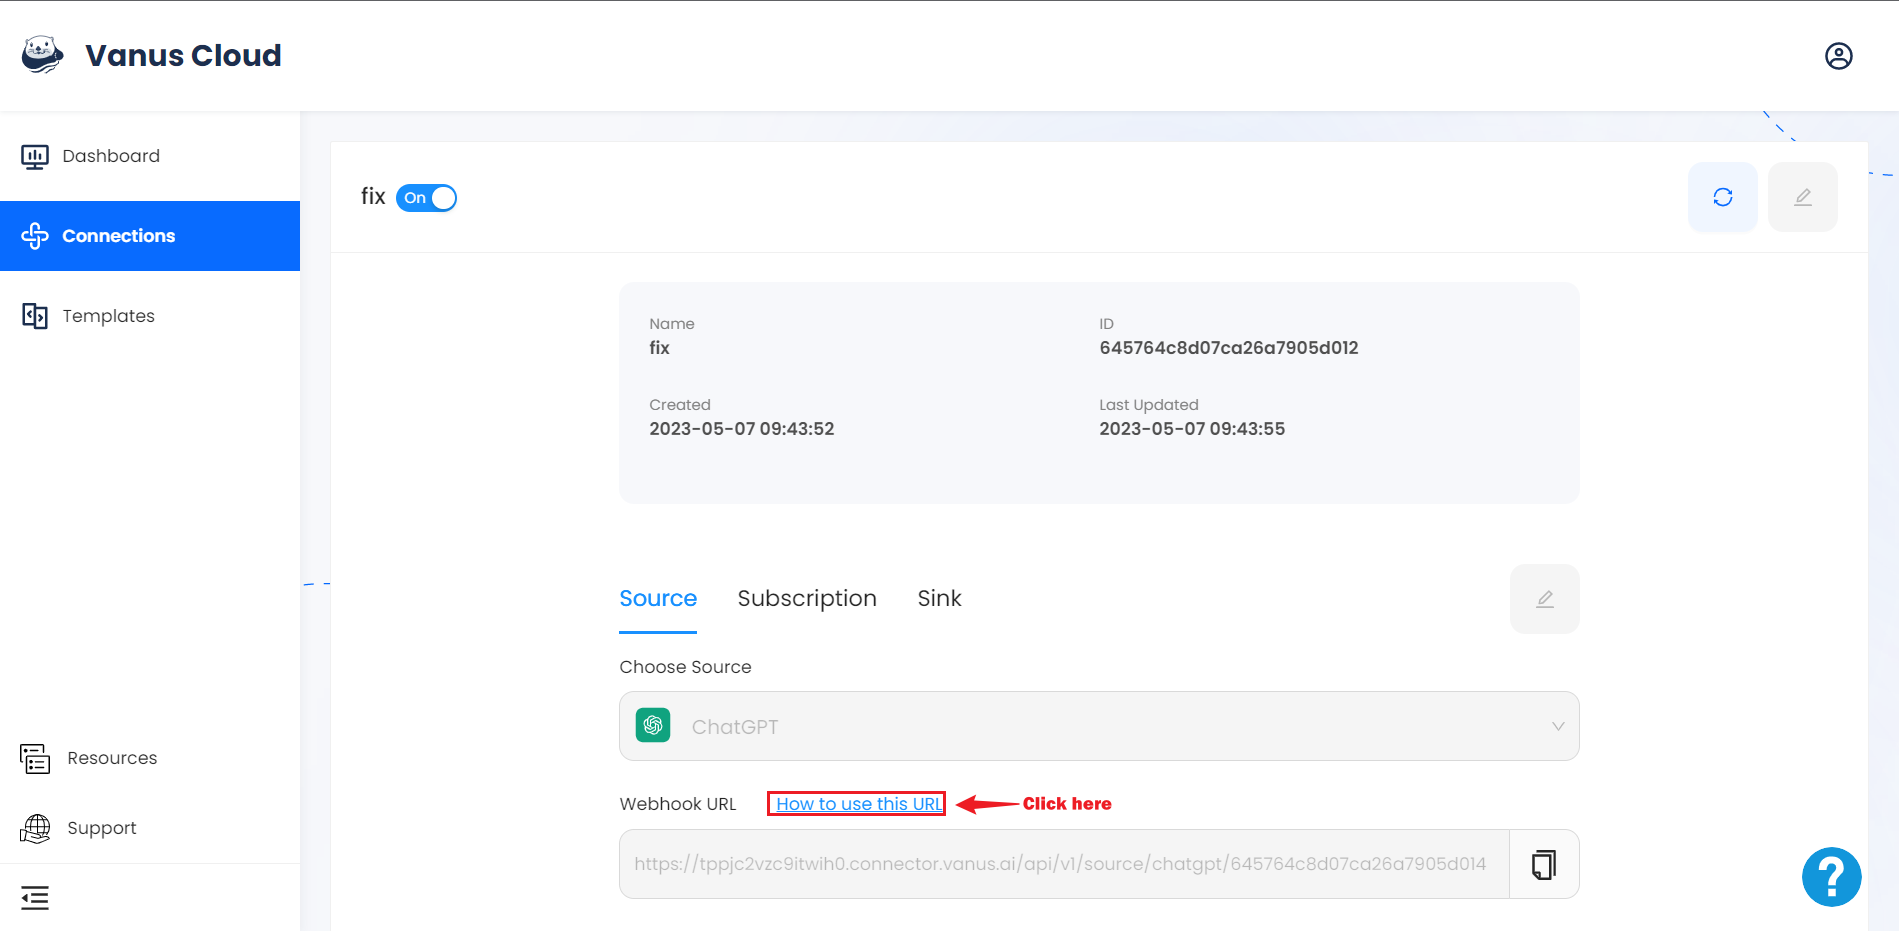 Vanus Cloud
Dashboard
Connections
Templates
Resources
Support
fix On
Name
fix
ID
645764c8d07ca26a7905d012
Created
2023-05-07 09:43:52
Last Updated
2023-05-07 09:43:55
Source Subscription Sink
Choose Source
ChatGPT
Webhook URL How to use this URL Click here
https://tppjc2vzc9itwih0.connector.vanus.ai/api/v1/source/chatgpt/645764c8d07ca26a7905d014
?